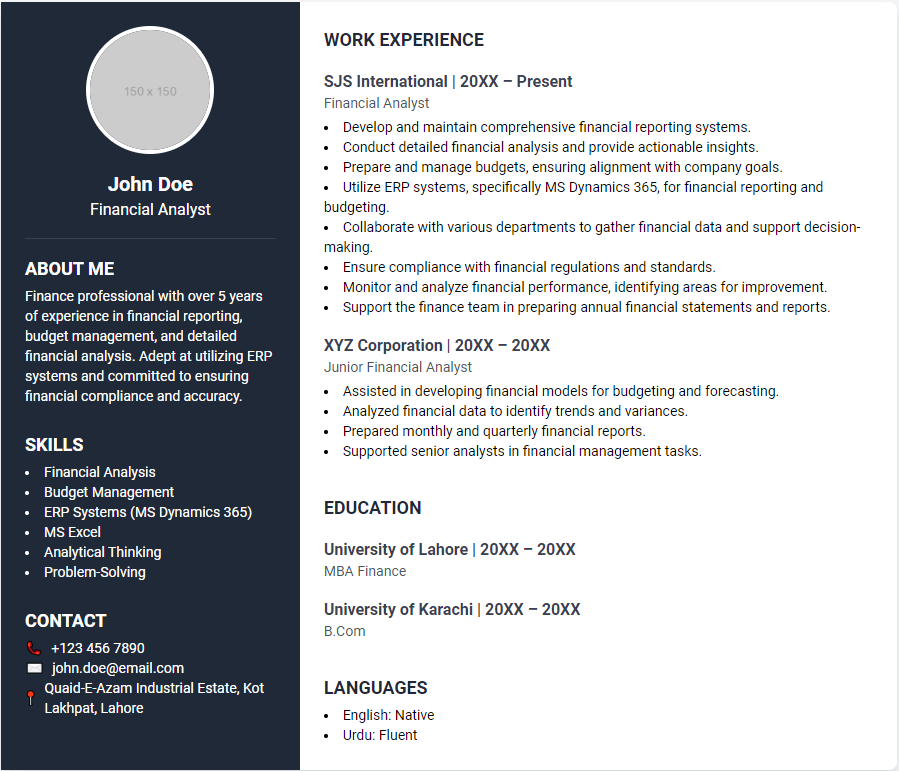 150 x 150
John Doe
Financial Analyst
ABOUT ME
Finance professional with over 5 years
of experience in financial reporting,
budget management, and detailed
financial analysis. Adept at utilizing ERP
systems and committed to ensuring
financial compliance and accuracy.
SKILLS
• Financial Analysis
• Budget Management
• ERP Systems (MS Dynamics 365)
• MS Excel
• Analytical Thinking
• Problem-Solving
CONTACT
+123 456 7890
john.doe@email.com
Quaid-E-Azam Industrial Estate, Kot
Lakhpat, Lahore
WORK EXPERIENCE
SJS International | 20XX – Present
Financial Analyst
• Develop and maintain comprehensive financial reporting systems.
• Conduct detailed financial analysis and provide actionable insights.
• Prepare and manage budgets, ensuring alignment with company goals.
• Utilize ERP systems, specifically MS Dynamics 365, for financial reporting and
budgeting.
• Collaborate with various departments to gather financial data and support decision-
making.
• Ensure compliance with financial regulations and standards.
• Monitor and analyze financial performance, identifying areas for improvement.
• Support the finance team in preparing annual financial statements and reports.
XYZ Corporation | 20XX – 20XX
Junior Financial Analyst
• Assisted in developing financial models for budgeting and forecasting.
• Analyzed financial data to identify trends and variances.
• Prepared monthly and quarterly financial reports.
• Supported senior analysts in financial management tasks.
EDUCATION
University of Lahore | 20XX – 20XX
MBA Finance
University of Karachi | 20XX – 20XX
B.Com
LANGUAGES
• English: Native
• Urdu: Fluent